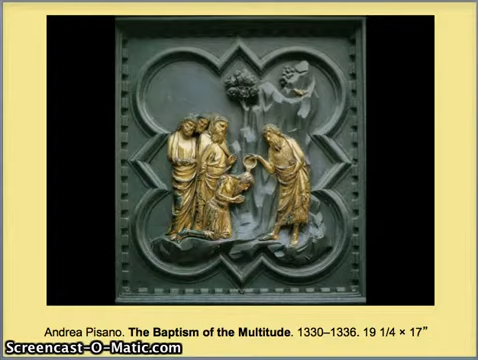 Andrea Pisano. The Baptism of the Multitude. 1330–1336. 19 1/4 × 17”
Screencast-O-Matic.com